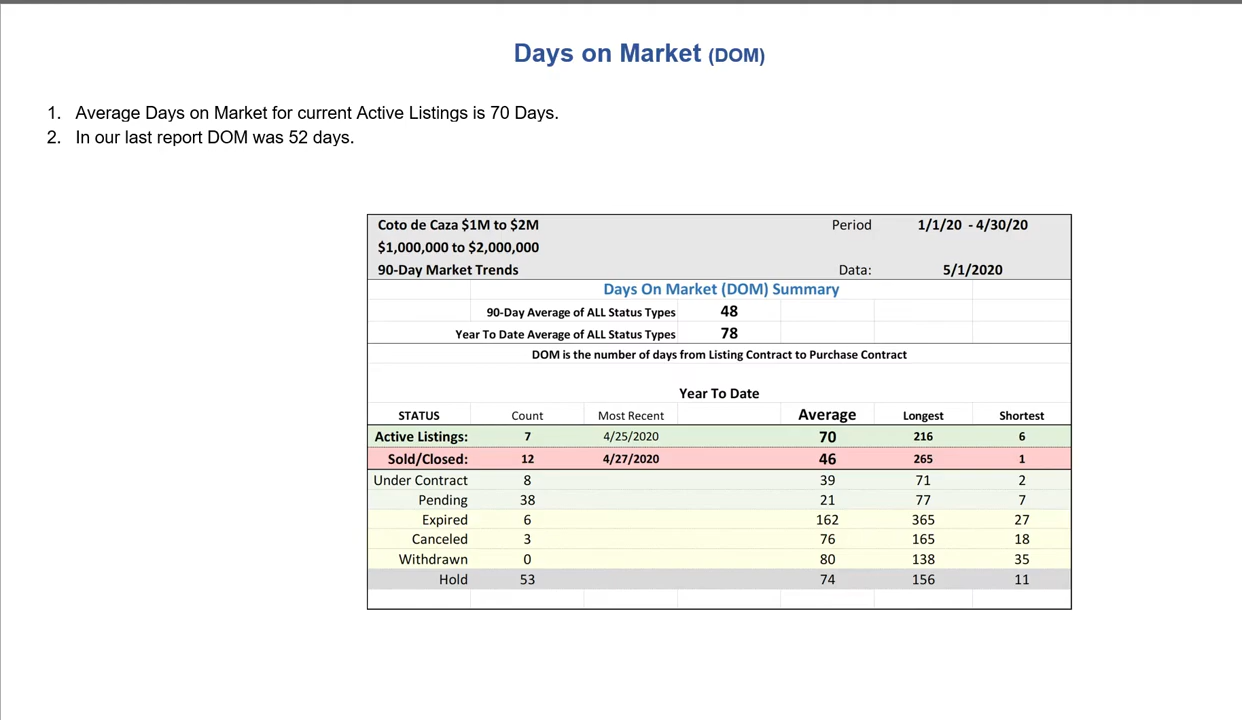 Days on Market (DOM)
1. Average Days on Market for current Active Listings is 70 Days.
2. In our last report DOM was 52 days.
Coto de Caza $1M to $2M Period 1/1/20 - 4/30/20
$1,000,000 to $2,000,000
90-Day Market Trends Data: 5/1/2020
Days On Market (DOM) Summary
90-Day Average of ALL Status Types 48
Year To Date Average of ALL Status Types 78
DOM is the number of days from Listing Contract to Purchase Contract
Year To Date
STATUS Count Most Recent Average Longest Shortest
Active Listings: 7 4/25/2020 70 216 6
Sold/Closed: 12 4/27/2020 46 265 1
Under Contract 8 39 71 2
Pending 38 21 77 7
Expired 6 162 365 27
Canceled 3 76 165 18
Withdrawn 0 80 138 35
Hold 53 74 156 11